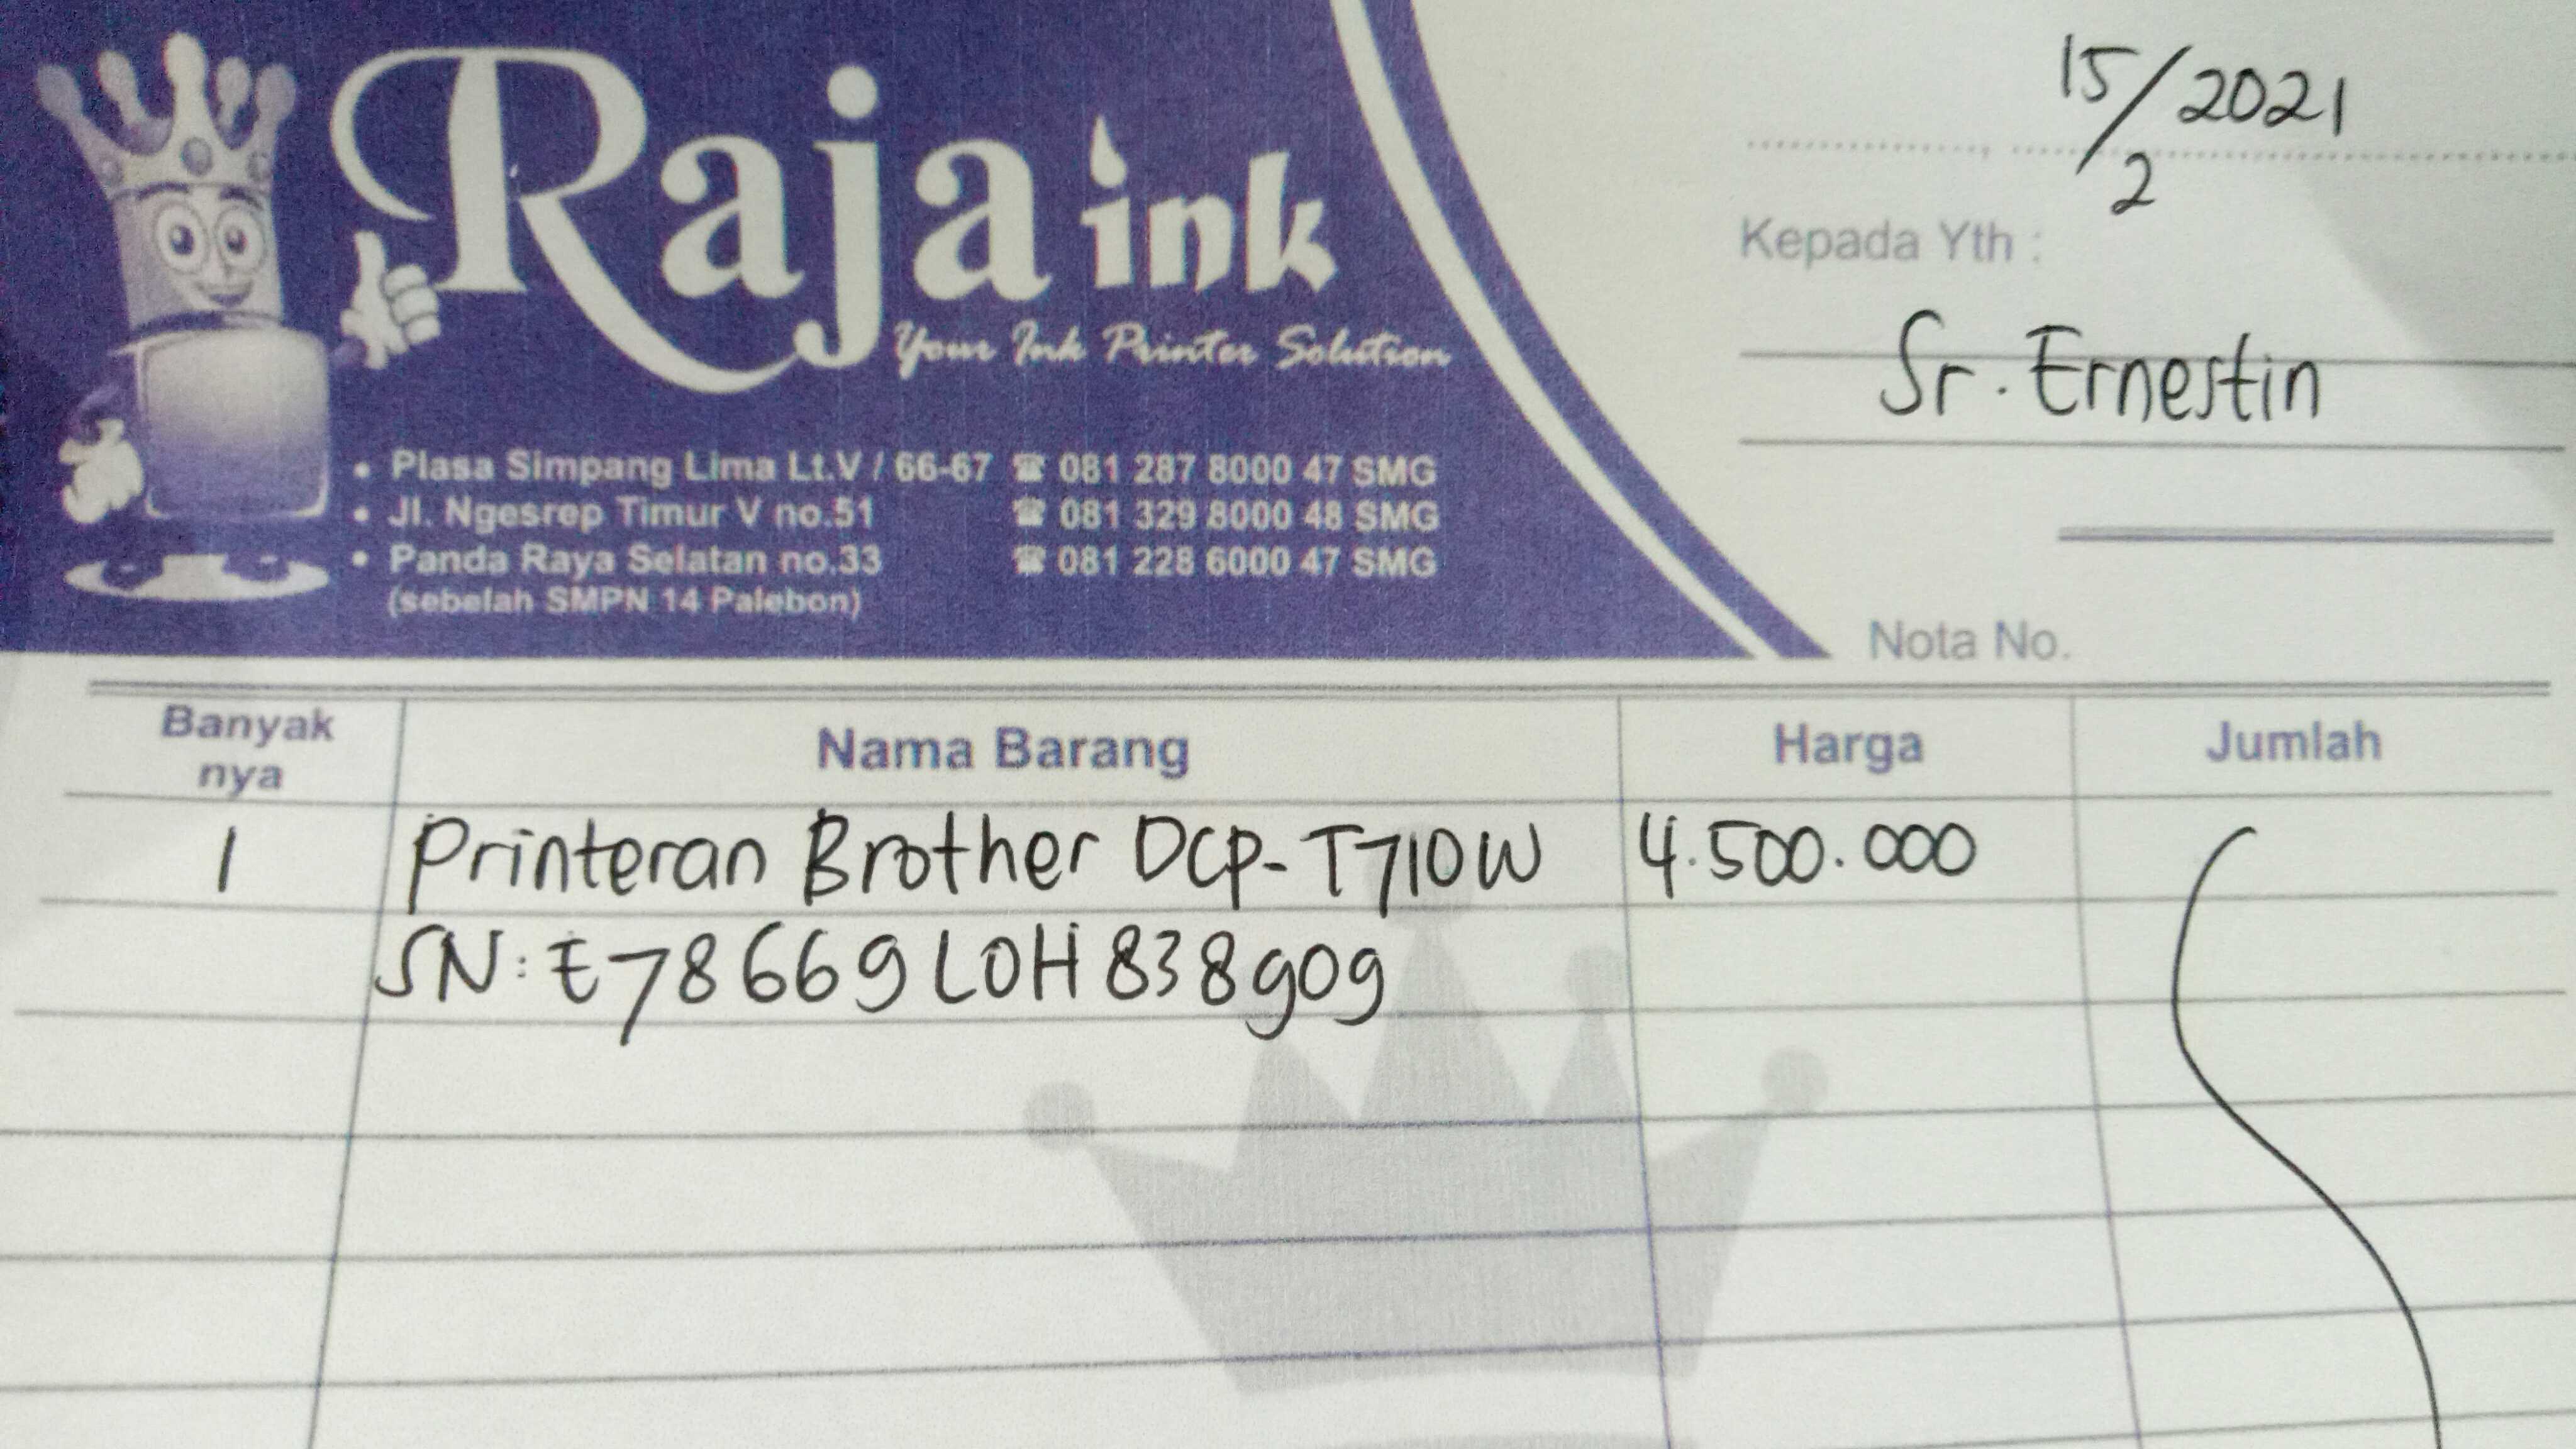 Raja ink
Your Ink Printer Solution
• Plasa Simpang Lima Lt.V / 66-67 ☎ 081 287 8000 47 SMG
• Jl. Ngesrep Timur V no.51 ☎ 081 329 8000 48 SMG
• Panda Raya Selatan no.33 ☎ 081 228 6000 47 SMG
(sebelah SMPN 14 Palebon)
15/2 2021
Kepada Yth :
Sr. Ernestin
Nota No.
Banyak nya Nama Barang Harga Jumlah
1 Printeran Brother DCP-T710W 4.500.000
SN: E78669L0H838909